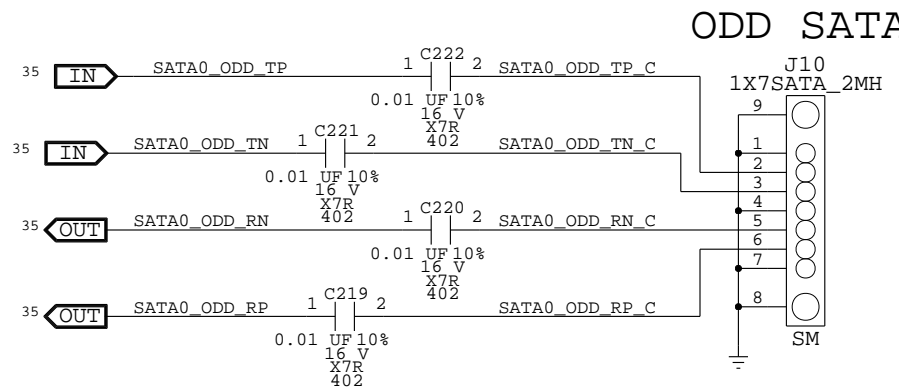 ODD SATA
J10
1X7SATA_2MH
35 IN SATA0_ODD_TP 1 C222 2 SATA0_ODD_TP_C
0.01 UF 10%
16 V
X7R
402
35 IN SATA0_ODD_TN 1 C221 2 SATA0_ODD_TN_C
0.01 UF 10%
16 V
X7R
402
35 OUT SATA0_ODD_RN 1 C220 2 SATA0_ODD_RN_C
0.01 UF 10%
16 V
X7R
402
35 OUT SATA0_ODD_RP 1 C219 2 SATA0_ODD_RP_C
0.01 UF 10%
16 V
X7R
402
9
1
2
3
4
5
6
7
8
SM